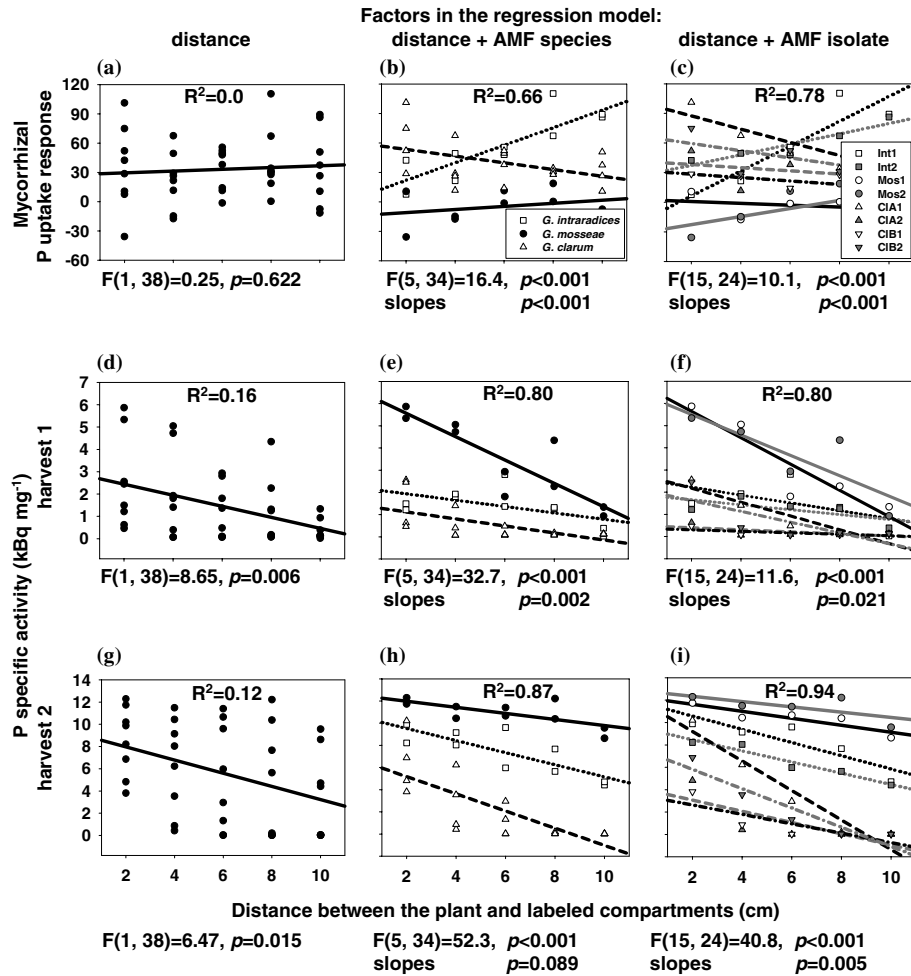 Factors in the regression model:
distance
distance + AMF species
distance + AMF isolate
Mycorrhizal
P uptake response
(a)
R²=0.0
120
90
60
30
0
-30
-60
F(1, 38)=0.25, p=0.622
(b)
R²=0.66
G. intraradices
G. mosseae
G. clarum
F(5, 34)=16.4, p<0.001
slopes p<0.001
(c)
R²=0.78
Int1
Int2
Mos1
Mos2
ClA1
ClA2
ClB1
ClB2
F(15, 24)=10.1, p<0.001
slopes p<0.001
P specific activity (kBq mg⁻¹)
harvest 1
(d)
R²=0.16
7
6
5
4
3
2
1
0
F(1, 38)=8.65, p=0.006
(e)
R²=0.80
F(5, 34)=32.7, p<0.001
slopes p=0.002
(f)
R²=0.80
F(15, 24)=11.6, p<0.001
slopes p=0.021
harvest 2
(g)
R²=0.12
14
12
10
8
6
4
2
0
2 4 6 8 10
(h)
R²=0.87
2 4 6 8 10
(i)
R²=0.94
2 4 6 8 10
Distance between the plant and labeled compartments (cm)
F(1, 38)=6.47, p=0.015
F(5, 34)=52.3, p<0.001
slopes p=0.089
F(15, 24)=40.8, p<0.001
slopes p=0.005